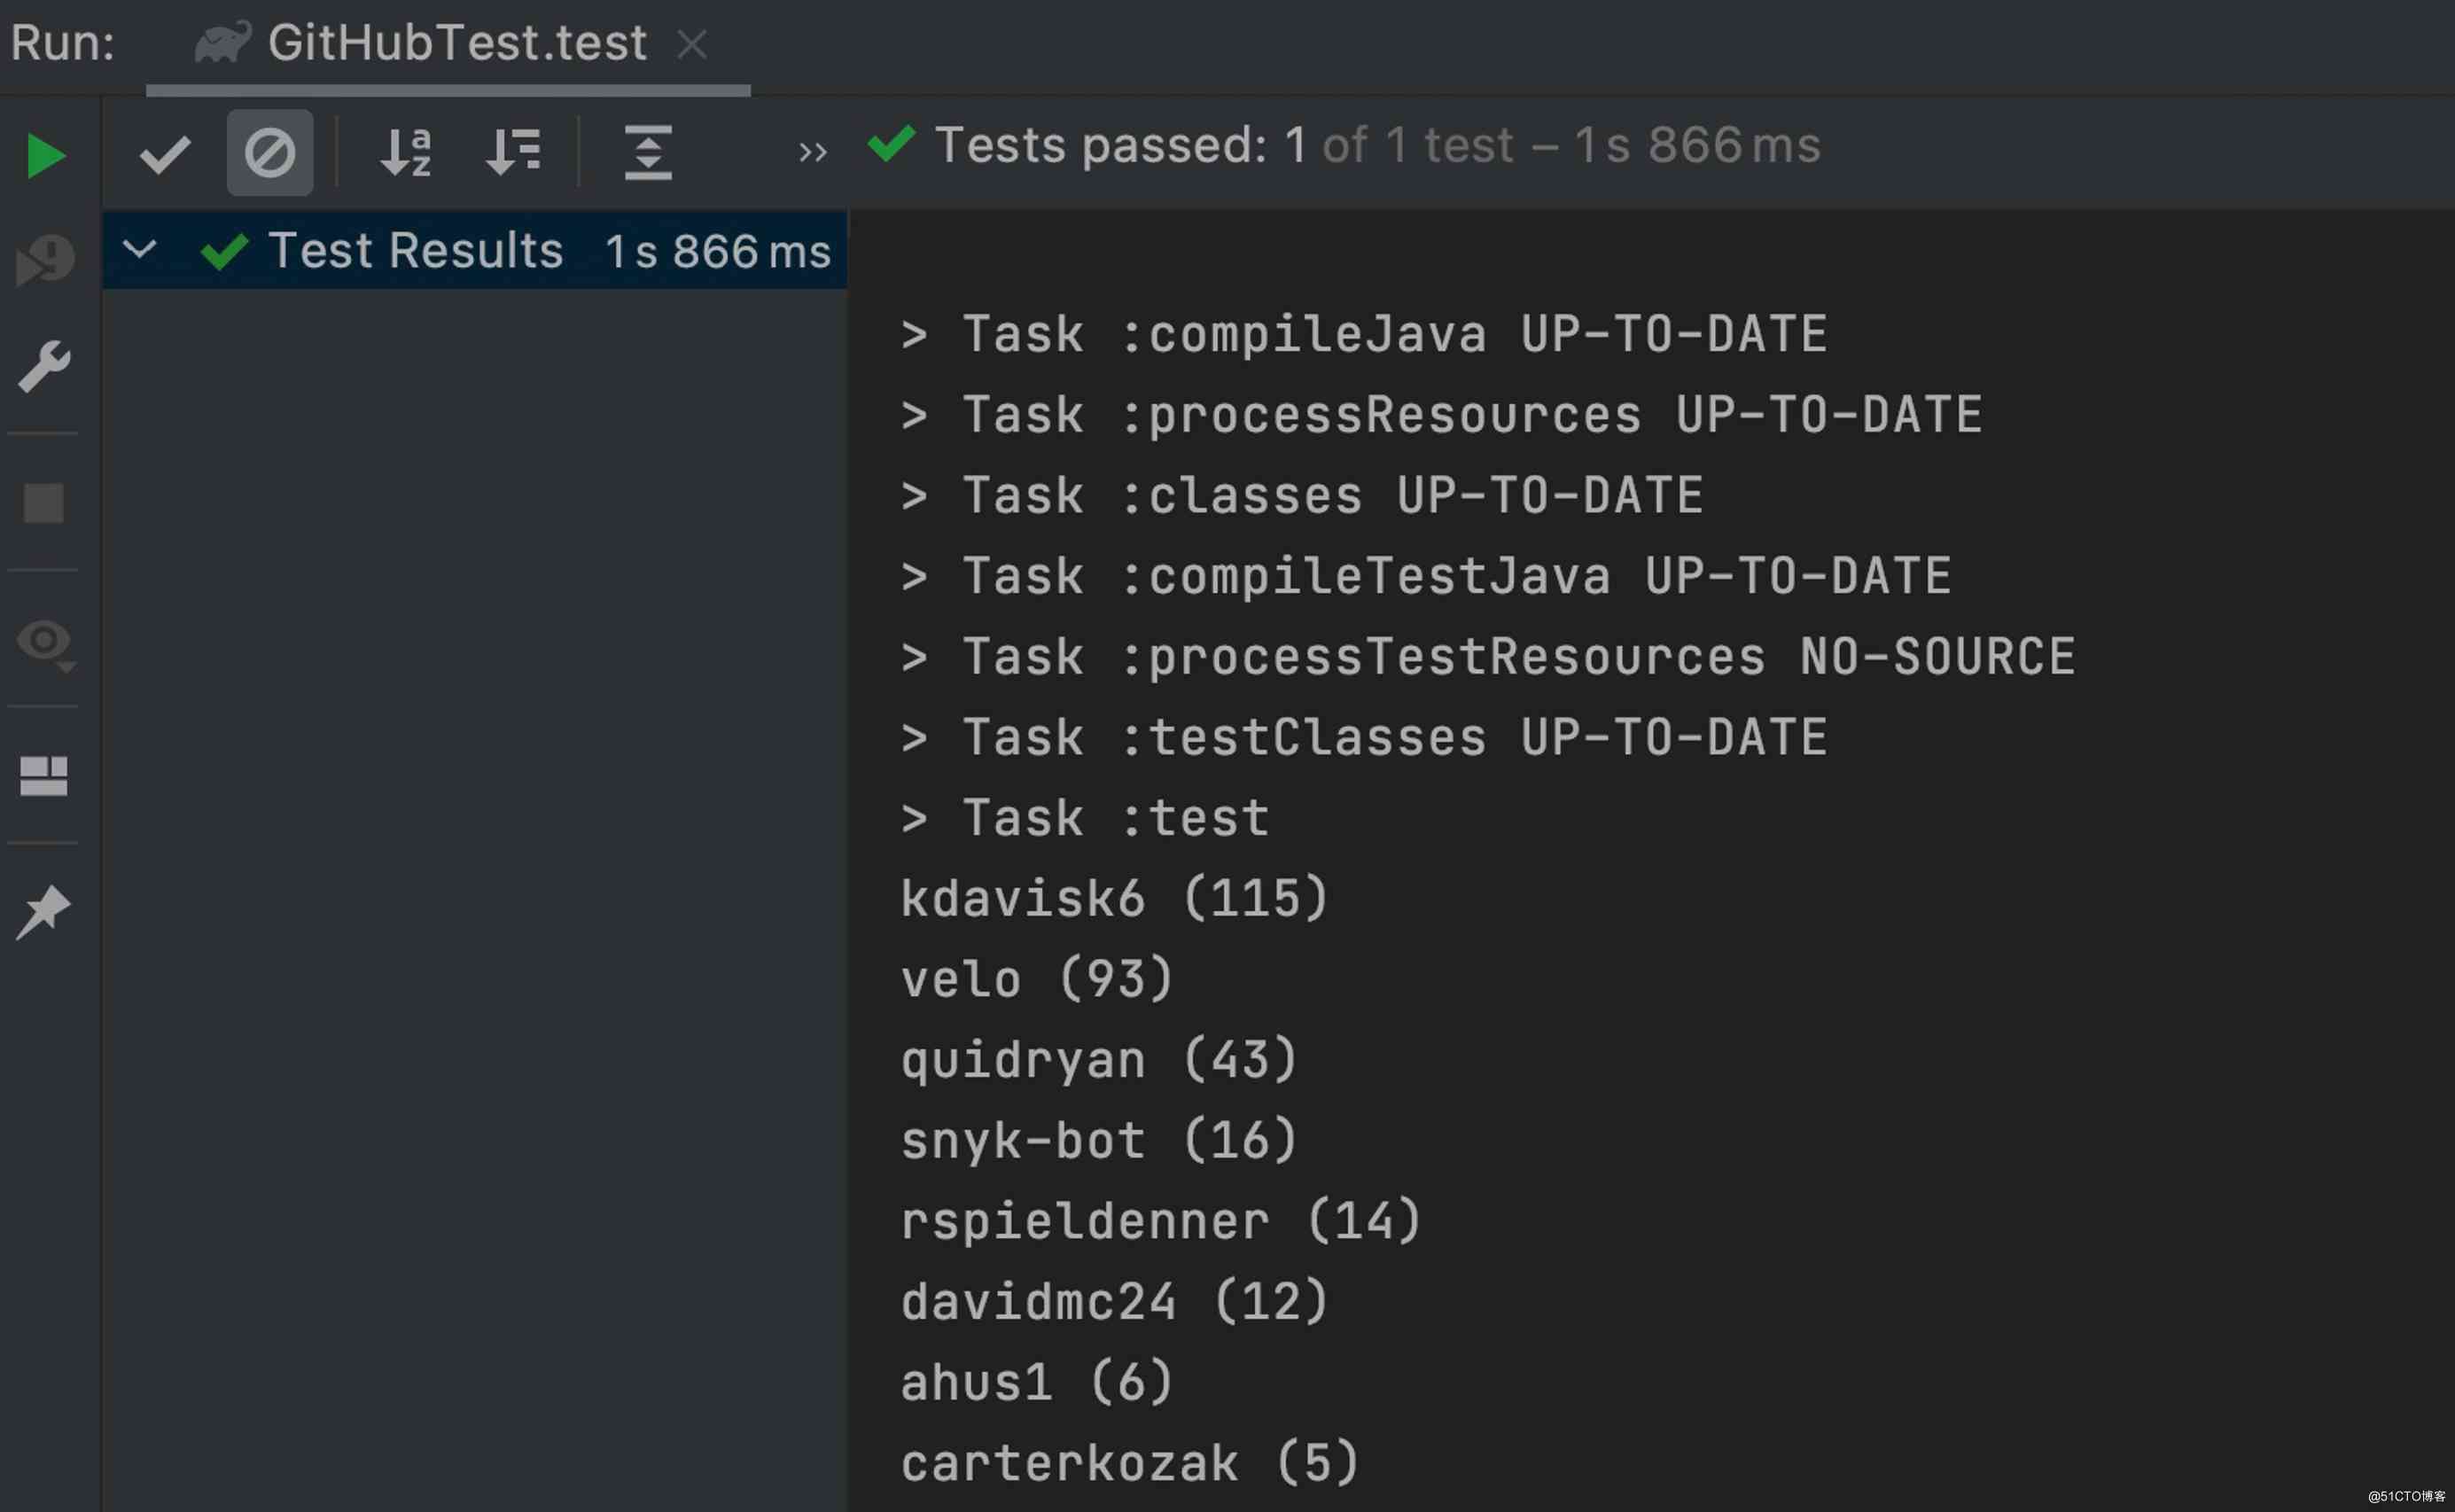 Run: GitHubTest.test
Tests passed: 1 of 1 test – 1 s 866 ms
Test Results 1 s 866 ms
> Task :compileJava UP-TO-DATE
> Task :processResources UP-TO-DATE
> Task :classes UP-TO-DATE
> Task :compileTestJava UP-TO-DATE
> Task :processTestResources NO-SOURCE
> Task :testClasses UP-TO-DATE
> Task :test
kdavisk6 (115)
velo (93)
quidryan (43)
snyk-bot (16)
rspieldenner (14)
davidmc24 (12)
ahus1 (6)
carterkozak (5)
@51CTO博客